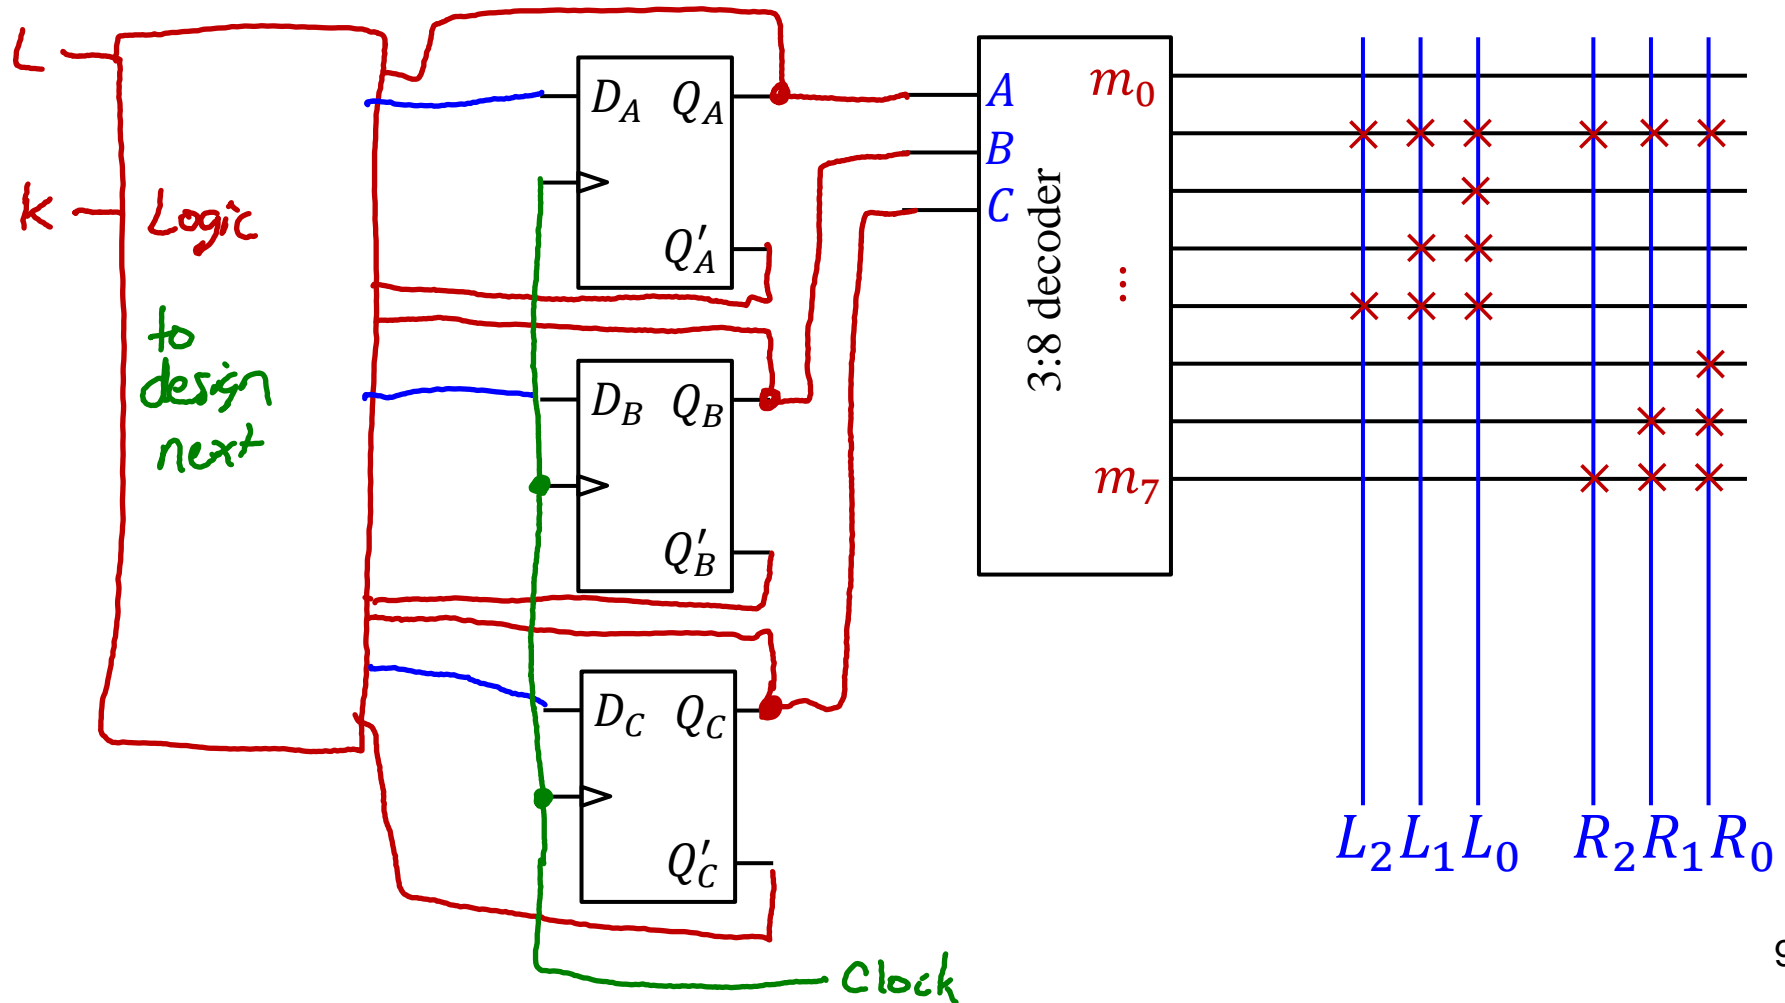 L
K
Logic
to
design
next
D_A Q_A
Q'_A
D_B Q_B
Q'_B
D_C Q_C
Q'_C
Clock
A
B
C
3:8 decoder
m_0
⋮
m_7
L_2 L_1 L_0 R_2 R_1 R_0